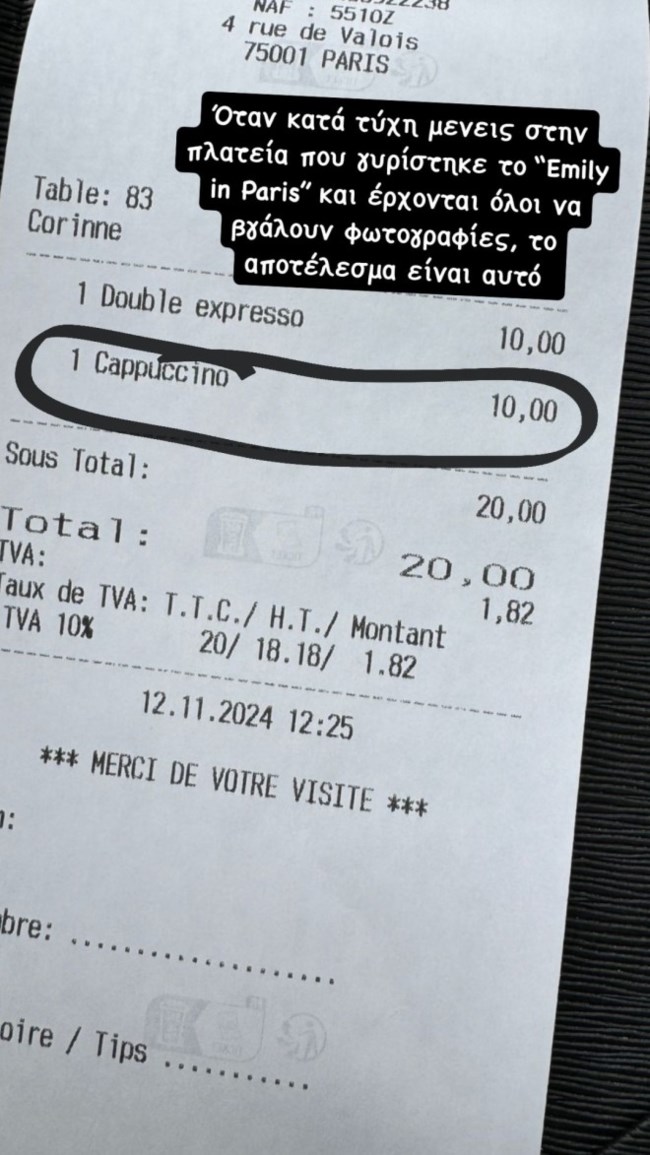 NAF : 5510Z
4 rue de Valois
75001 PARIS
Όταν κατά τύχη μενεις στην
πλατεία που γυρίστηκε το “Emily
in Paris” και έρχονται όλοι να
βγάλουν φωτογραφίες, το
αποτέλεσμα είναι αυτό
Table: 83
Corinne
1 Double expresso 10,00
1 Cappuccino 10,00
Sous Total: 20,00
Total: 20,00
TVA: 1,82
Taux de TVA: T.T.C./ H.T./ Montant
TVA 10% 20/ 18.18/ 1.82
12.11.2024 12:25
*** MERCI DE VOTRE VISITE ***
bre: ....................
oire / Tips ...........